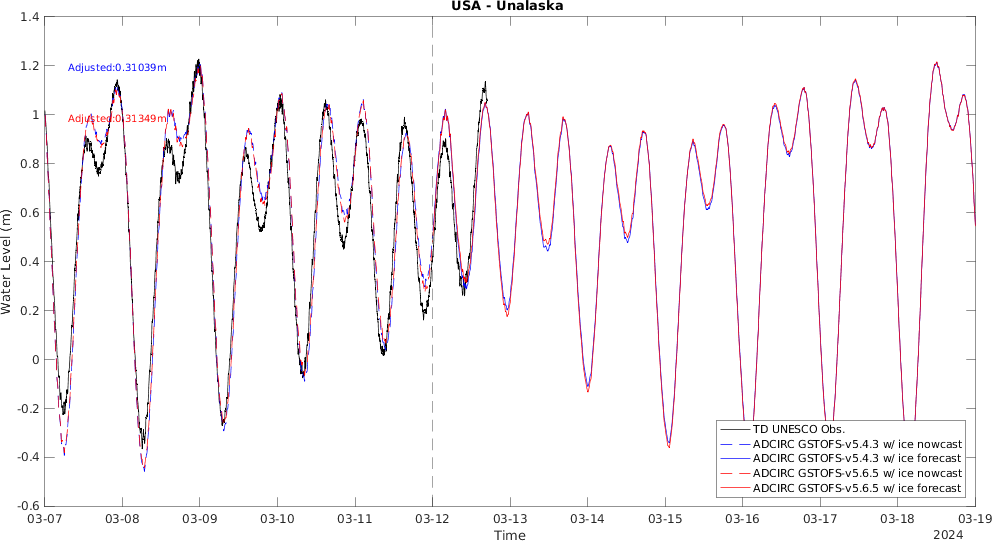 USA - Unalaska
1.4
1.2
1
0.8
0.6
0.4
0.2
0
-0.2
-0.4
-0.6
Water Level (m)
Adjusted:0.31039m
Adjusted:0.31349m
TD UNESCO Obs.
ADCIRC GSTOFS-v5.4.3 w/ ice nowcast
ADCIRC GSTOFS-v5.4.3 w/ ice forecast
ADCIRC GSTOFS-v5.6.5 w/ ice nowcast
ADCIRC GSTOFS-v5.6.5 w/ ice forecast
03-07 03-08 03-09 03-10 03-11 03-12 03-13 03-14 03-15 03-16 03-17 03-18 03-19
Time
2024